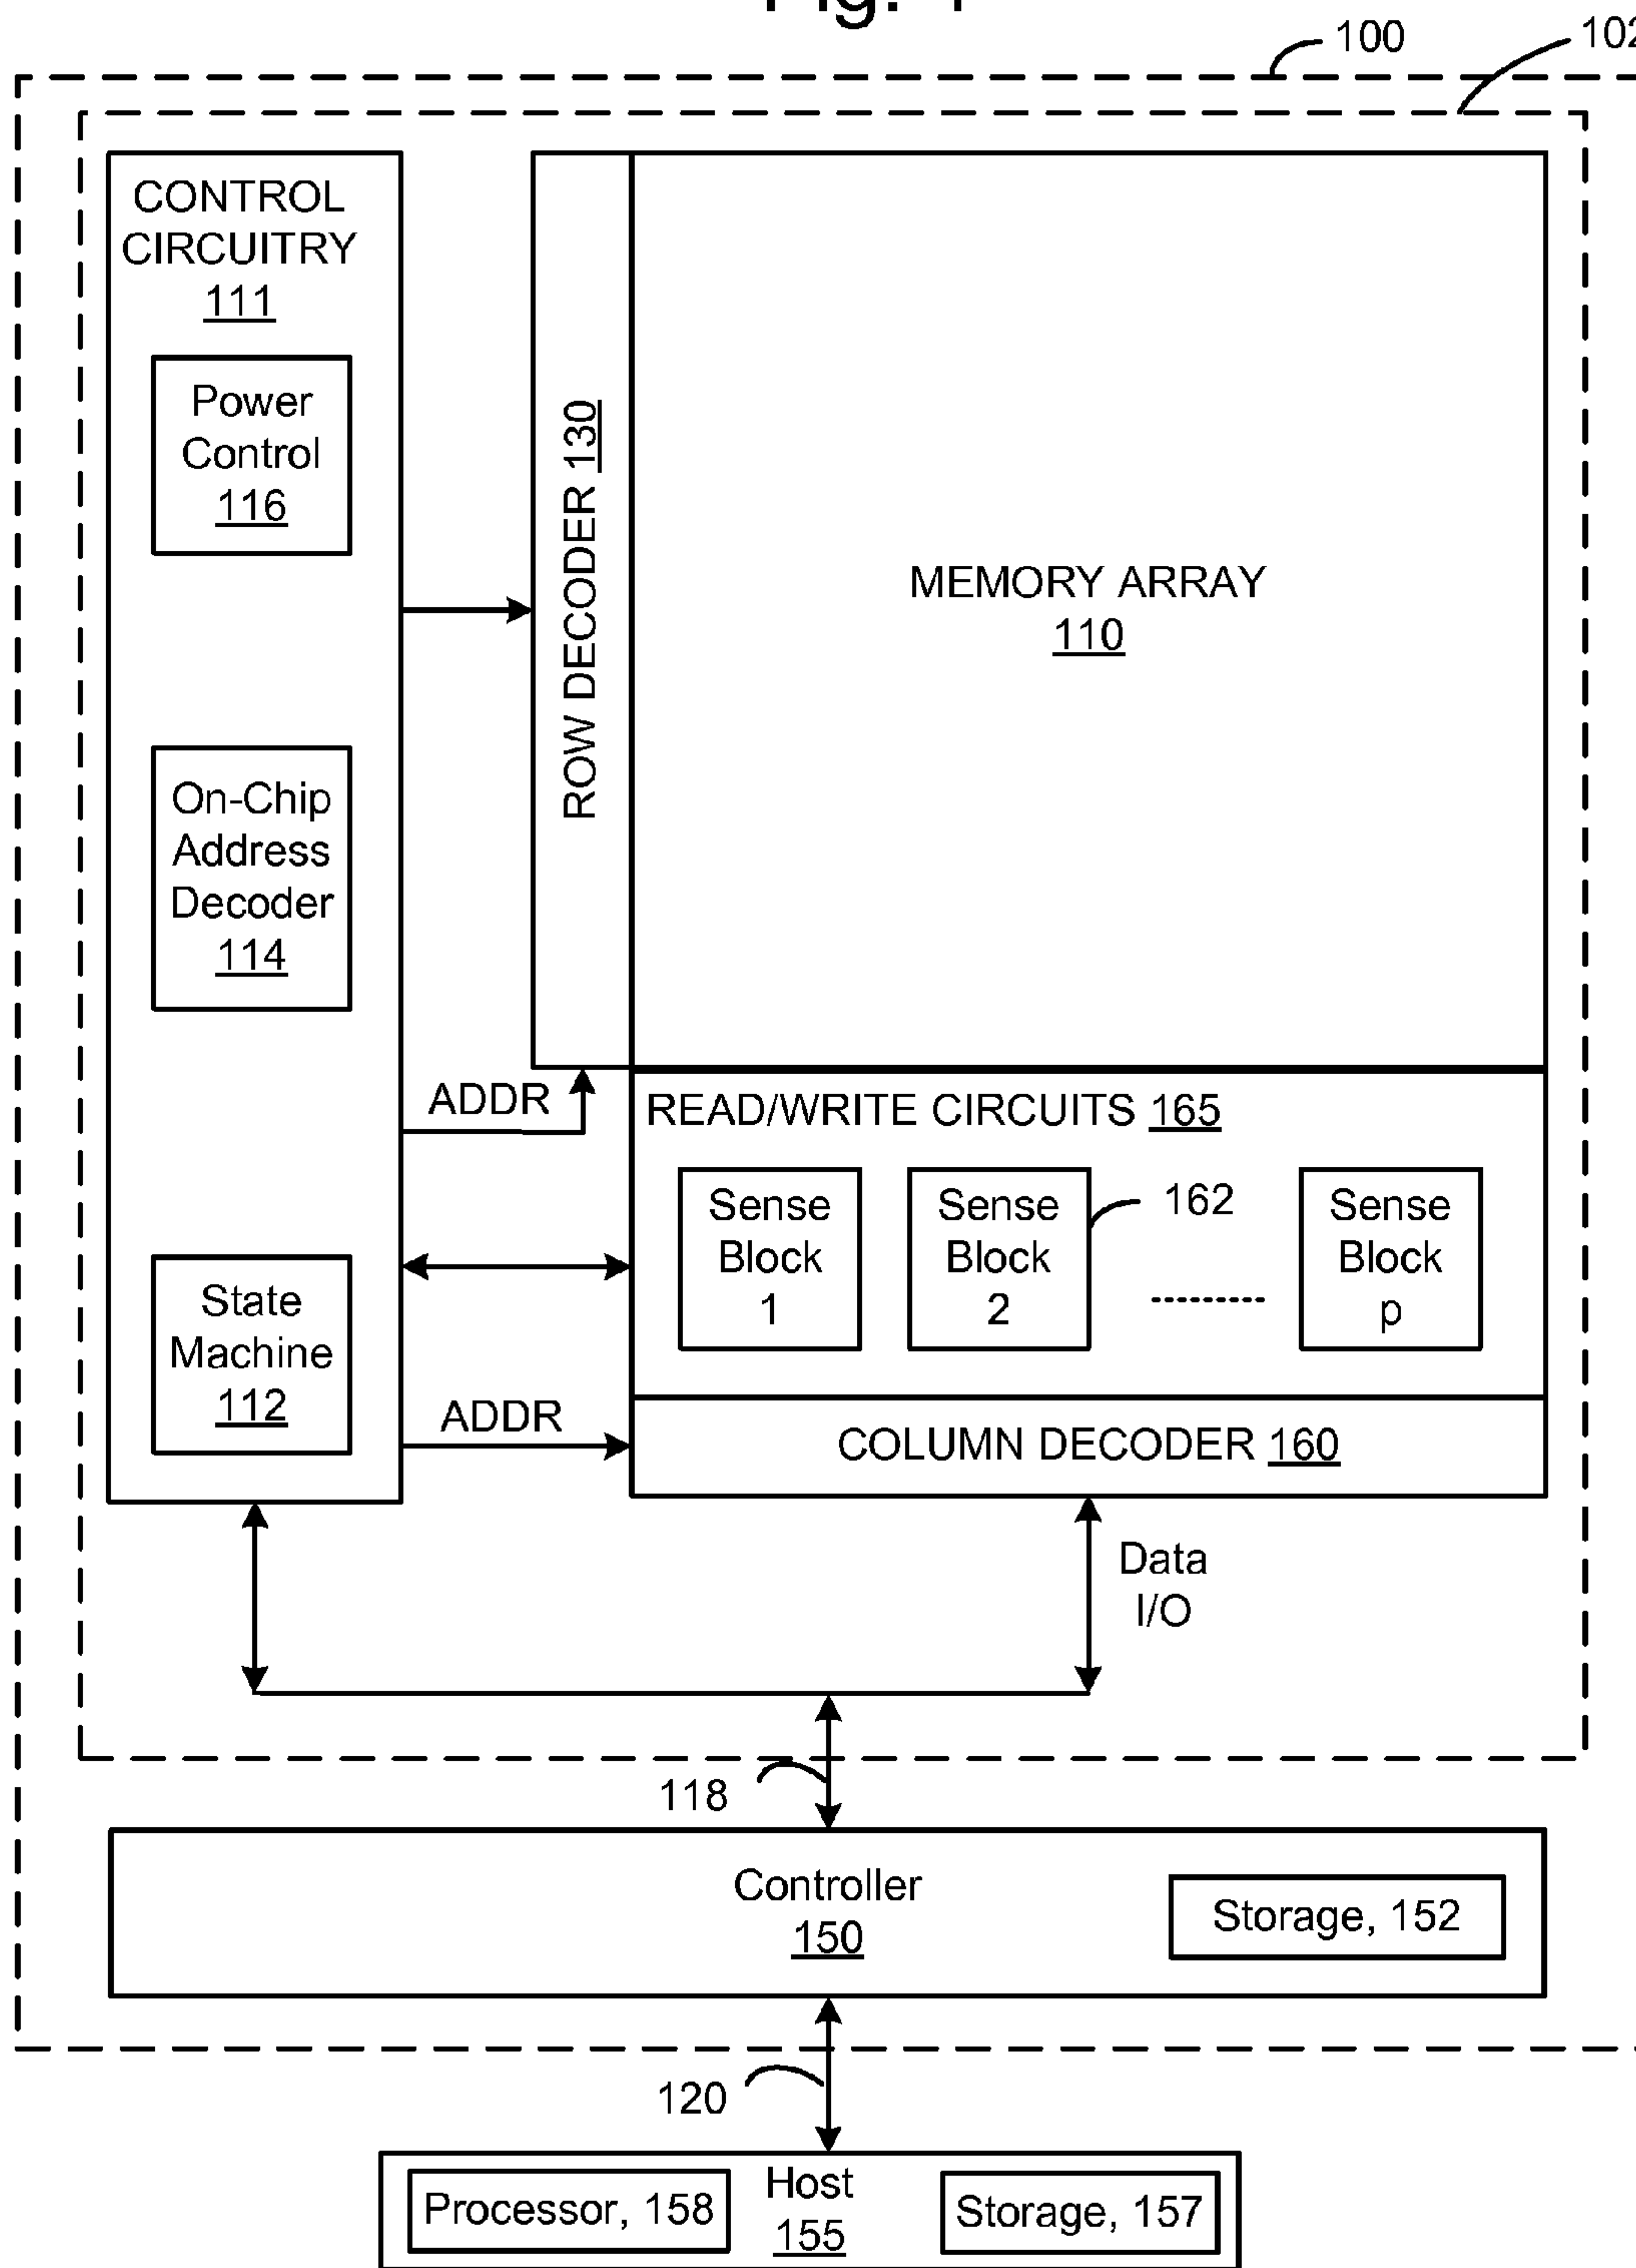 100
CONTROL
CIRCUITRY
111
Power
Control
116
On-Chip
Address
Decoder
114
State
Machine
112
ROW DECODER 130
MEMORY ARRAY
110
ADDR
READ/WRITE CIRCUITS 165
Sense
Block
1
Sense
Block
2
162
Sense
Block
p
ADDR
COLUMN DECODER 160
Data
I/O
118
Controller
150
Storage, 152
120
Host
155
Processor, 158
Storage, 157